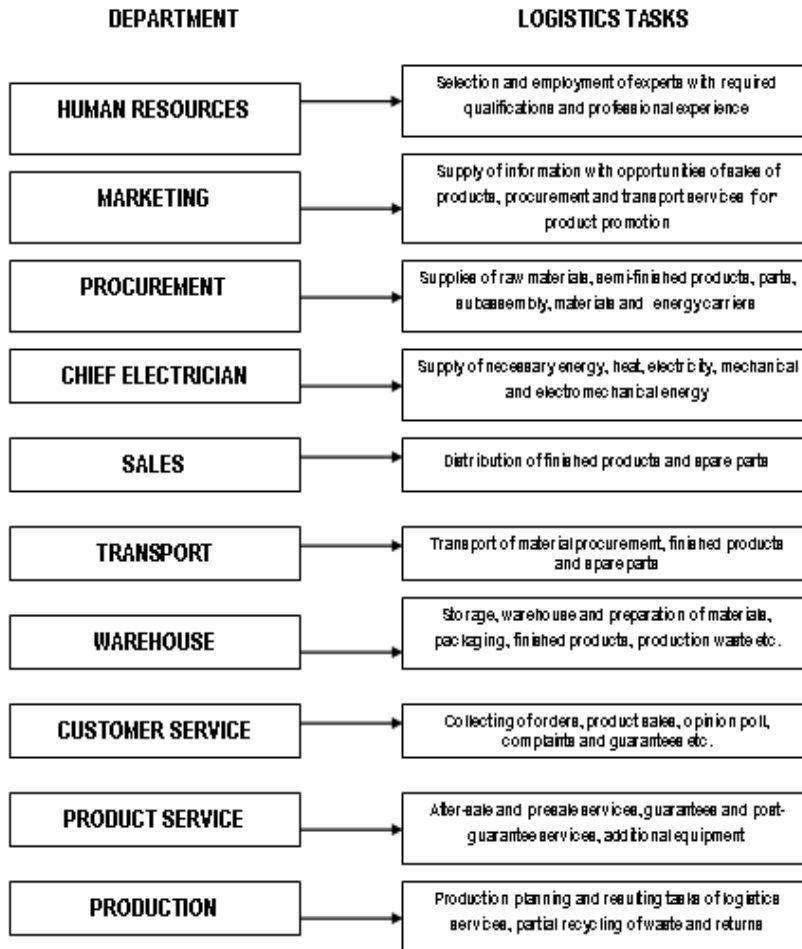 DEPARTMENT LOGISTICS TASKS
HUMAN RESOURCES
Selection and employment of experts with required
qualifications and professional experience
MARKETING
Supply of information with opportunities of sales of
products, procurement and transport services for
product promotion
PROCUREMENT
Supplies of raw materials, semi-finished products, parts,
subassembly, materials and energy carriers
CHIEF ELECTRICIAN
Supply of necessary energy, heat, electricity, mechanical
and electromechanical energy
SALES
Distribution of finished products and spare parts
TRANSPORT
Transport of material procurement, finished products
and spare parts
WAREHOUSE
Storage, warehouse and preparation of materials,
packaging, finished products, production waste etc.
CUSTOMER SERVICE
Collecting of orders, product sales, opinion poll,
complaints and guarantees etc.
PRODUCT SERVICE
After-sale and presale services, guarantees and post-
guarantee services, additional equipment
PRODUCTION
Production planning and resulting tasks of logistics
services, partial recycling of waste and returns